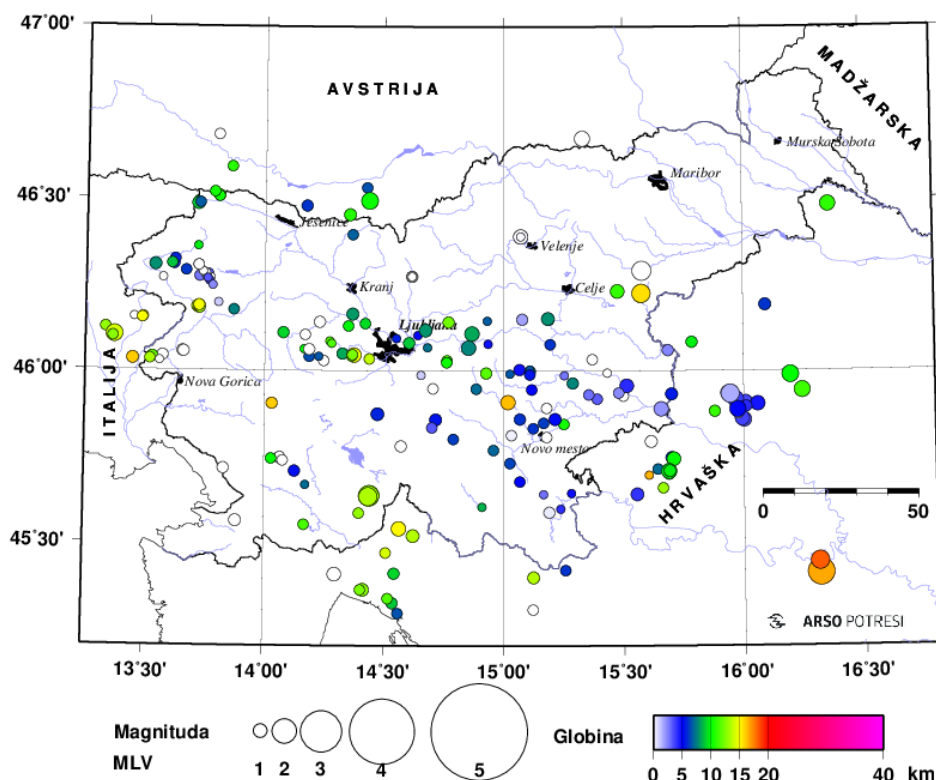 47°00'
46°30'
46°00'
45°30'
AVSTRIJA
MADŽARSKA
Murska Sobota
Maribor
Jesenice
Velenje
Kranj
Celje
Ljubljana
ITALIJA
Nova Gorica
Novo mesto
HRVAŠKA
0 50
ARSO POTRESI
13°30' 14°00' 14°30' 15°00' 15°30' 16°00' 16°30'
Magnituda
MLV
1 2 3 4 5
Globina
0 5 10 15 20 40 km